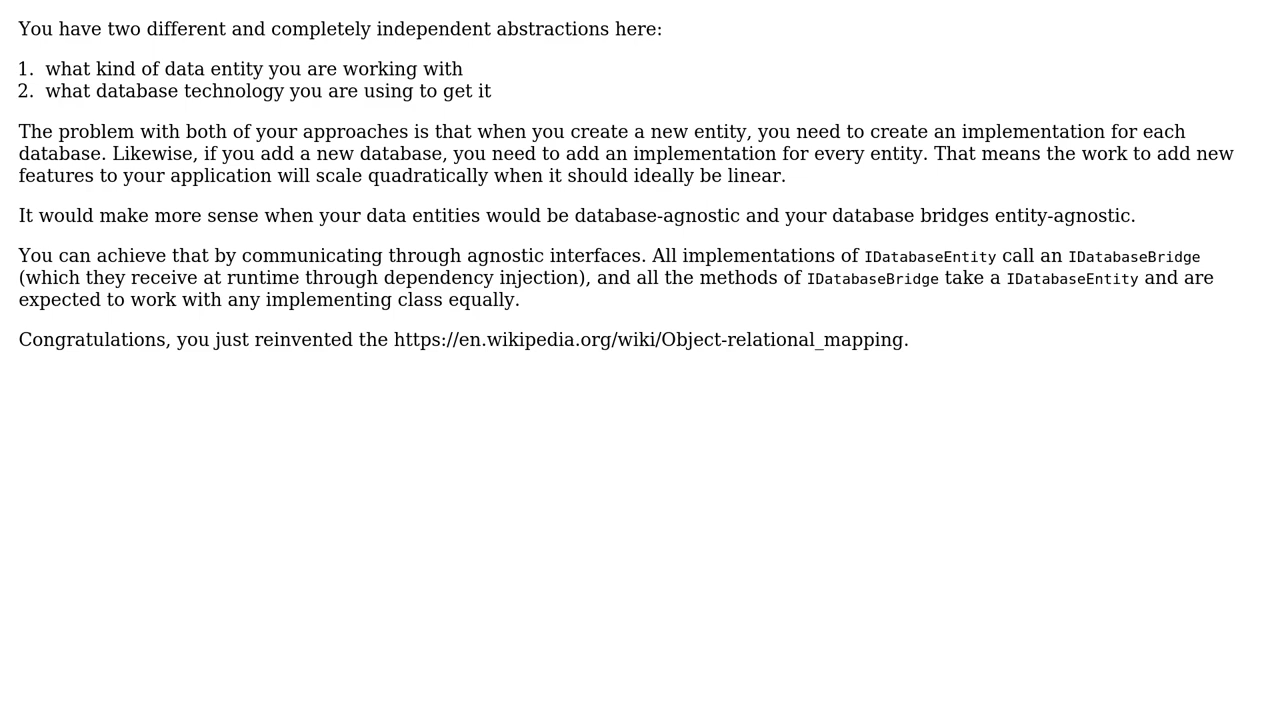 You have two different and completely independent abstractions here:
1. what kind of data entity you are working with
2. what database technology you are using to get it
The problem with both of your approaches is that when you create a new entity, you need to create an implementation for each
database. Likewise, if you add a new database, you need to add an implementation for every entity. That means the work to add new
features to your application will scale quadratically when it should ideally be linear.
It would make more sense when your data entities would be database-agnostic and your database bridges entity-agnostic.
You can achieve that by communicating through agnostic interfaces. All implementations of IDatabaseEntity call an IDatabaseBridge
(which they receive at runtime through dependency injection), and all the methods of IDatabaseBridge take a IDatabaseEntity and are
expected to work with any implementing class equally.
Congratulations, you just reinvented the https://en.wikipedia.org/wiki/Object-relational_mapping.